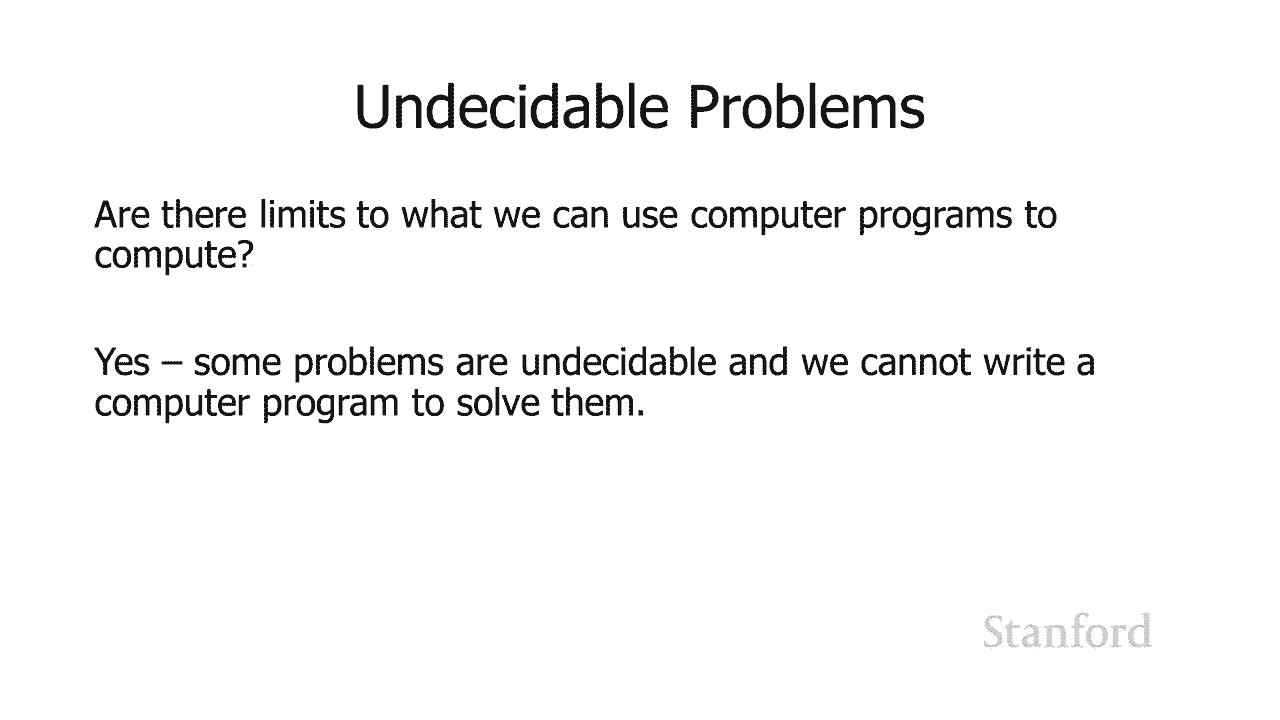 Undecidable Problems
Are there limits to what we can use computer programs to
compute?
Yes – some problems are undecidable and we cannot write a
computer program to solve them.
Stanford